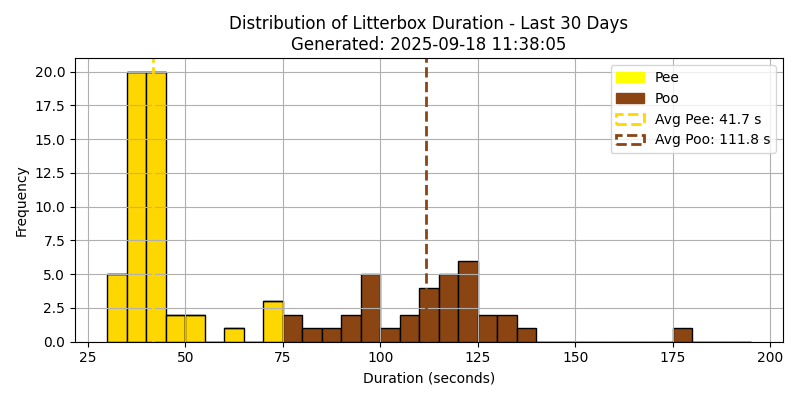 Distribution of Litterbox Duration - Last 30 Days
Generated: 2025-09-18 11:38:05
Pee
Poo
Avg Pee: 41.7 s
Avg Poo: 111.8 s
Frequency
20.0
17.5
15.0
12.5
10.0
7.5
5.0
2.5
0.0
25 50 75 100 125 150 175 200
Duration (seconds)